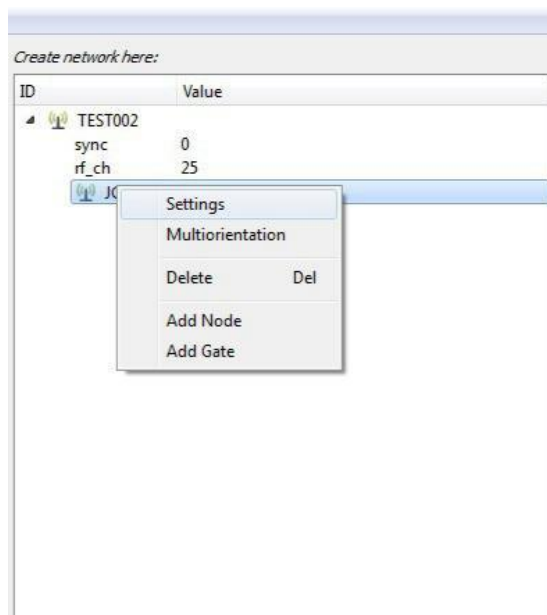 Create network here:
ID Value
TEST002
sync 0
rf_ch 25
Settings
Multiorientation
Delete Del
Add Node
Add Gate